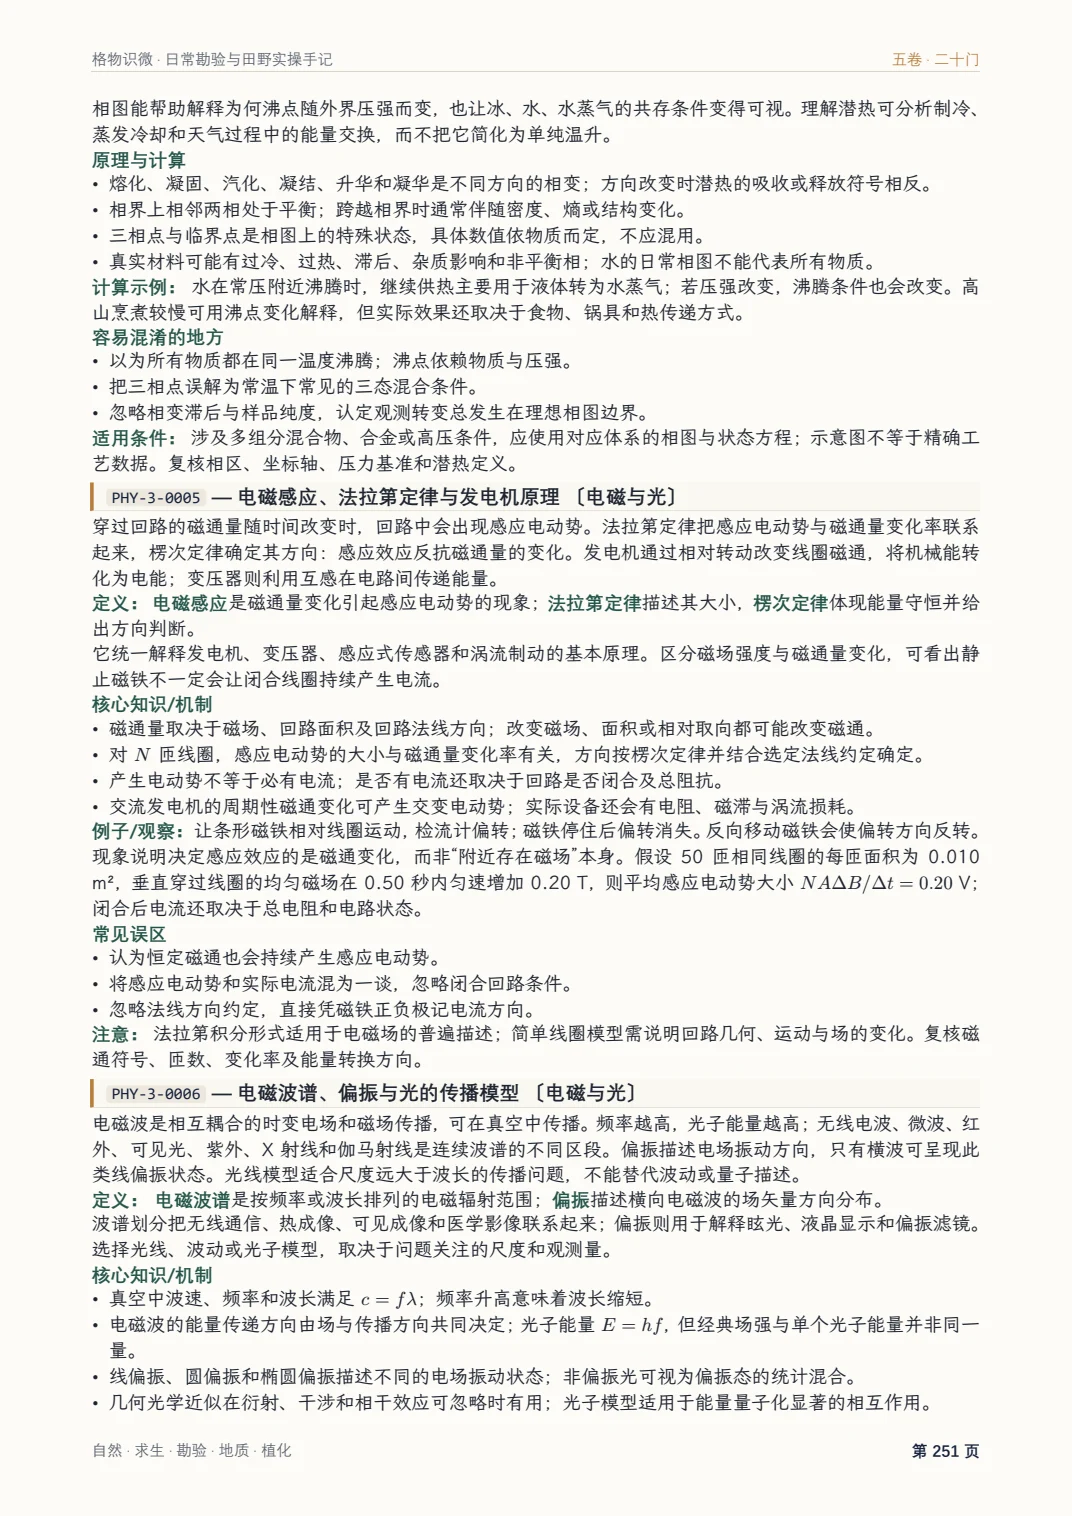 格物识微 · 日常勘验与田野实操手记
五卷 · 二十门
相图能帮助解释为何沸点随外界压强而变，也让冰、水、水蒸气的共存条件变得可视。理解潜热可分析制冷、
蒸发冷却和天气过程中的能量交换，而不把它简化为单纯温升。
原理与计算
• 熔化、凝固、汽化、凝结、升华和凝华是不同方向的相变；方向改变时潜热的吸收或释放符号相反。
• 相界上相邻两相处于平衡；跨越相界时通常伴随密度、熵或结构变化。
• 三相点与临界点是相图上的特殊状态，具体数值依物质而定，不应混用。
• 真实材料可能有过冷、过热、滞后、杂质影响和非平衡相；水的日常相图不能代表所有物质。
计算示例： 水在常压附近沸腾时，继续供热主要用于液体转为水蒸气；若压强改变，沸腾条件也会改变。高
山烹煮较慢可用沸点变化解释，但实际效果还取决于食物、锅具和热传递方式。
容易混淆的地方
• 以为所有物质都在同一温度沸腾；沸点依赖物质与压强。
• 把三相点误解为常温下常见的三态混合条件。
• 忽略相变滞后与样品纯度，认定观测转变总发生在理想相图边界。
适用条件： 涉及多组分混合物、合金或高压条件，应使用对应体系的相图与状态方程；示意图不等于精确工
艺数据。复核相区、坐标轴、压力基准和潜热定义。
PHY-3-0005 — 电磁感应、法拉第定律与发电机原理 〔电磁与光〕
穿过回路的磁通量随时间改变时，回路中会出现感应电动势。法拉第定律把感应电动势与磁通量变化率联系
起来，楞次定律确定其方向：感应效应反抗磁通量的变化。发电机通过相对转动改变线圈磁通，将机械能转
化为电能；变压器则利用互感在电路间传递能量。
定义： 电磁感应是磁通量变化引起感应电动势的现象；法拉第定律描述其大小，楞次定律体现能量守恒并给
出方向判断。
它统一解释发电机、变压器、感应式传感器和涡流制动的基本原理。区分磁场强度与磁通量变化，可看出静
止磁铁不一定会让闭合线圈持续产生电流。
核心知识/机制
• 磁通量取决于磁场、回路面积及回路法线方向；改变磁场、面积或相对取向都可能改变磁通。
• 对 N 匝线圈，感应电动势的大小与磁通量变化率有关，方向按楞次定律并结合选定法线约定确定。
• 产生电动势不等于必有电流；是否有电流还取决于回路是否闭合及总阻抗。
• 交流发电机的周期性磁通变化可产生交变电动势；实际设备还会有电阻、磁滞与涡流损耗。
例子/观察：让条形磁铁相对线圈运动，检流计偏转；磁铁停住后偏转消失。反向移动磁铁会使偏转方向反转。
现象说明决定感应效应的是磁通变化，而非“附近存在磁场”本身。假设 50 匝相同线圈的每匝面积为 0.010
m²，垂直穿过线圈的均匀磁场在 0.50 秒内匀速增加 0.20 T，则平均感应电动势大小 NAΔB/Δt = 0.20 V；
闭合后电流还取决于总电阻和电路状态。
常见误区
• 认为恒定磁通也会持续产生感应电动势。
• 将感应电动势和实际电流混为一谈，忽略闭合回路条件。
• 忽略法线方向约定，直接凭磁铁正负极记电流方向。
注意： 法拉第积分形式适用于电磁场的普遍描述；简单线圈模型需说明回路几何、运动与场的变化。复核磁
通符号、匝数、变化率及能量转换方向。
PHY-3-0006 — 电磁波谱、偏振与光的传播模型 〔电磁与光〕
电磁波是相互耦合的时变电场和磁场传播，可在真空中传播。频率越高，光子能量越高；无线电波、微波、红
外、可见光、紫外、X 射线和伽马射线是连续波谱的不同区段。偏振描述电场振动方向，只有横波可呈现此
类线偏振状态。光线模型适合尺度远大于波长的传播问题，不能替代波动或量子描述。
定义： 电磁波谱是按频率或波长排列的电磁辐射范围；偏振描述横向电磁波的场矢量方向分布。
波谱划分把无线通信、热成像、可见成像和医学影像联系起来；偏振则用于解释眩光、液晶显示和偏振滤镜。
选择光线、波动或光子模型，取决于问题关注的尺度和观测量。
核心知识/机制
• 真空中波速、频率和波长满足 c = fλ；频率升高意味着波长缩短。
• 电磁波的能量传递方向由场与传播方向共同决定；光子能量 E = hf，但经典场强与单个光子能量并非同一
量。
• 线偏振、圆偏振和椭圆偏振描述不同的电场振动状态；非偏振光可视为偏振态的统计混合。
• 几何光学近似在衍射、干涉和相干效应可忽略时有用；光子模型适用于能量量子化显著的相互作用。
自然 · 求生 · 勘验 · 地质 · 植化
第 251 页